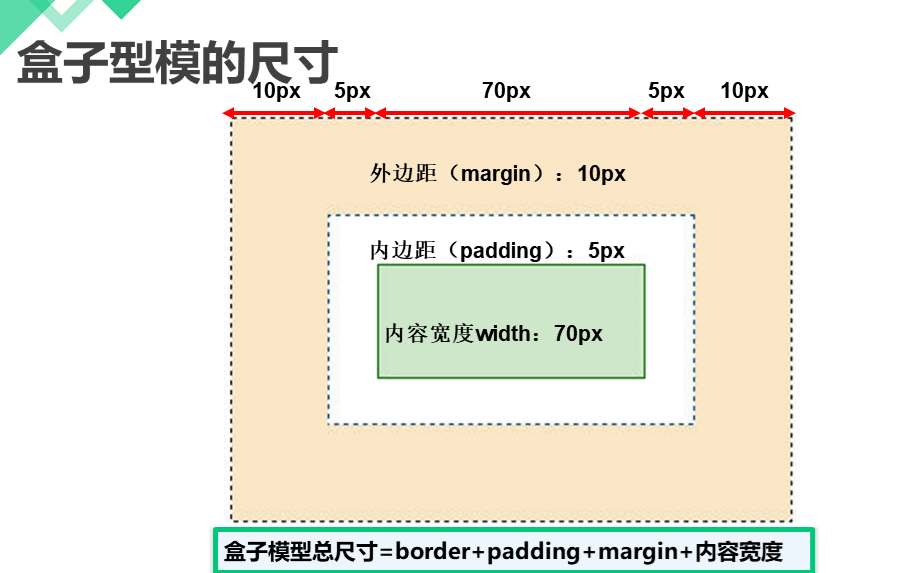 盒子型模的尺寸
10px 5px 70px 5px 10px
外边距（margin）：10px
内边距（padding）：5px
内容宽度width：70px
盒子模型总尺寸=border+padding+margin+内容宽度